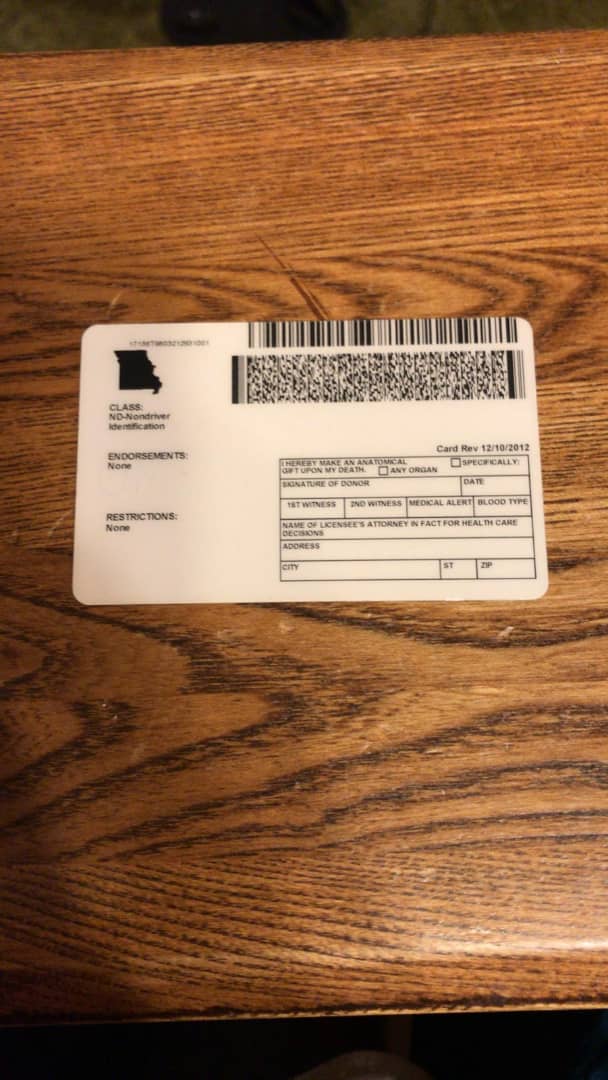 CLASS:
ND-Nondriver
Identification
ENDORSEMENTS:
None
RESTRICTIONS:
None
Card Rev 12/10/2012
I HEREBY MAKE AN ANATOMICAL
GIFT UPON MY DEATH. ANY ORGAN SPECIFICALLY:
SIGNATURE OF DONOR DATE
1ST WITNESS 2ND WITNESS MEDICAL ALERT BLOOD TYPE
NAME OF LICENSEE'S ATTORNEY IN FACT FOR HEALTH CARE
DECISIONS
ADDRESS
CITY ST ZIP